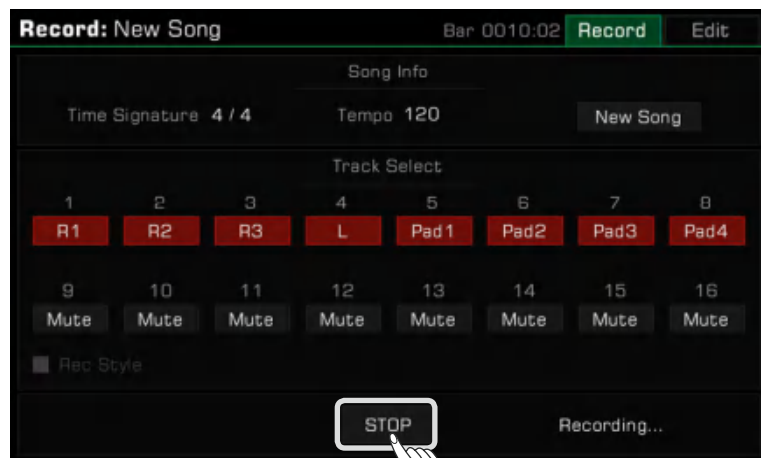 Record: New Song Bar 0010:02 Record Edit
Song Info
Time Signature 4 / 4 Tempo 120 New Song
Track Select
1 2 3 4 5 6 7 8
R1 R2 R3 L Pad1 Pad2 Pad3 Pad4
9 10 11 12 13 14 15 16
Mute Mute Mute Mute Mute Mute Mute Mute
Rec Style
STOP Recording...